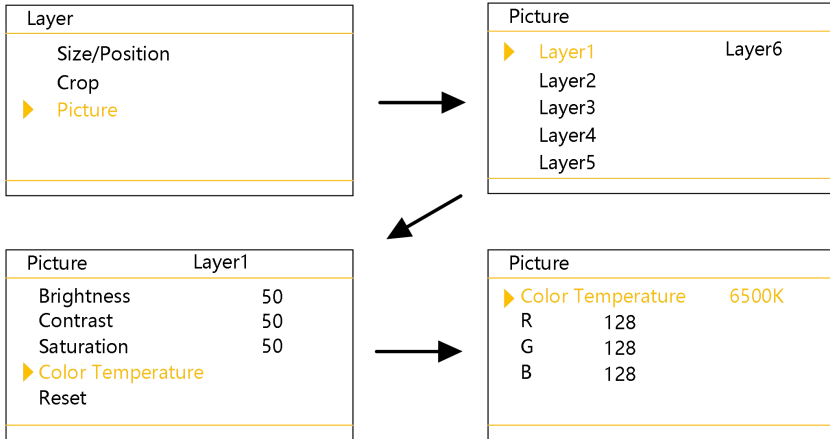 Layer
Size/Position
Crop
Picture
Picture
Layer1 Layer6
Layer2
Layer3
Layer4
Layer5
Picture Layer1
Brightness 50
Contrast 50
Saturation 50
Color Temperature
Reset
Picture
Color Temperature 6500K
R 128
G 128
B 128